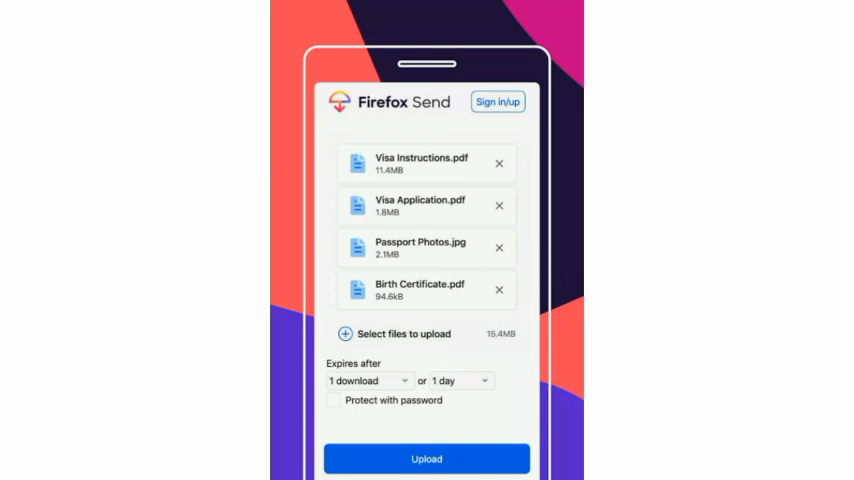 Firefox Send
Sign in/up
Visa Instructions.pdf
11.4MB
Visa Application.pdf
1.8MB
Passport Photos.jpg
2.1MB
Birth Certificate.pdf
94.6kB
Select files to upload 15.4MB
Expires after
1 download or 1 day
Protect with password
Upload